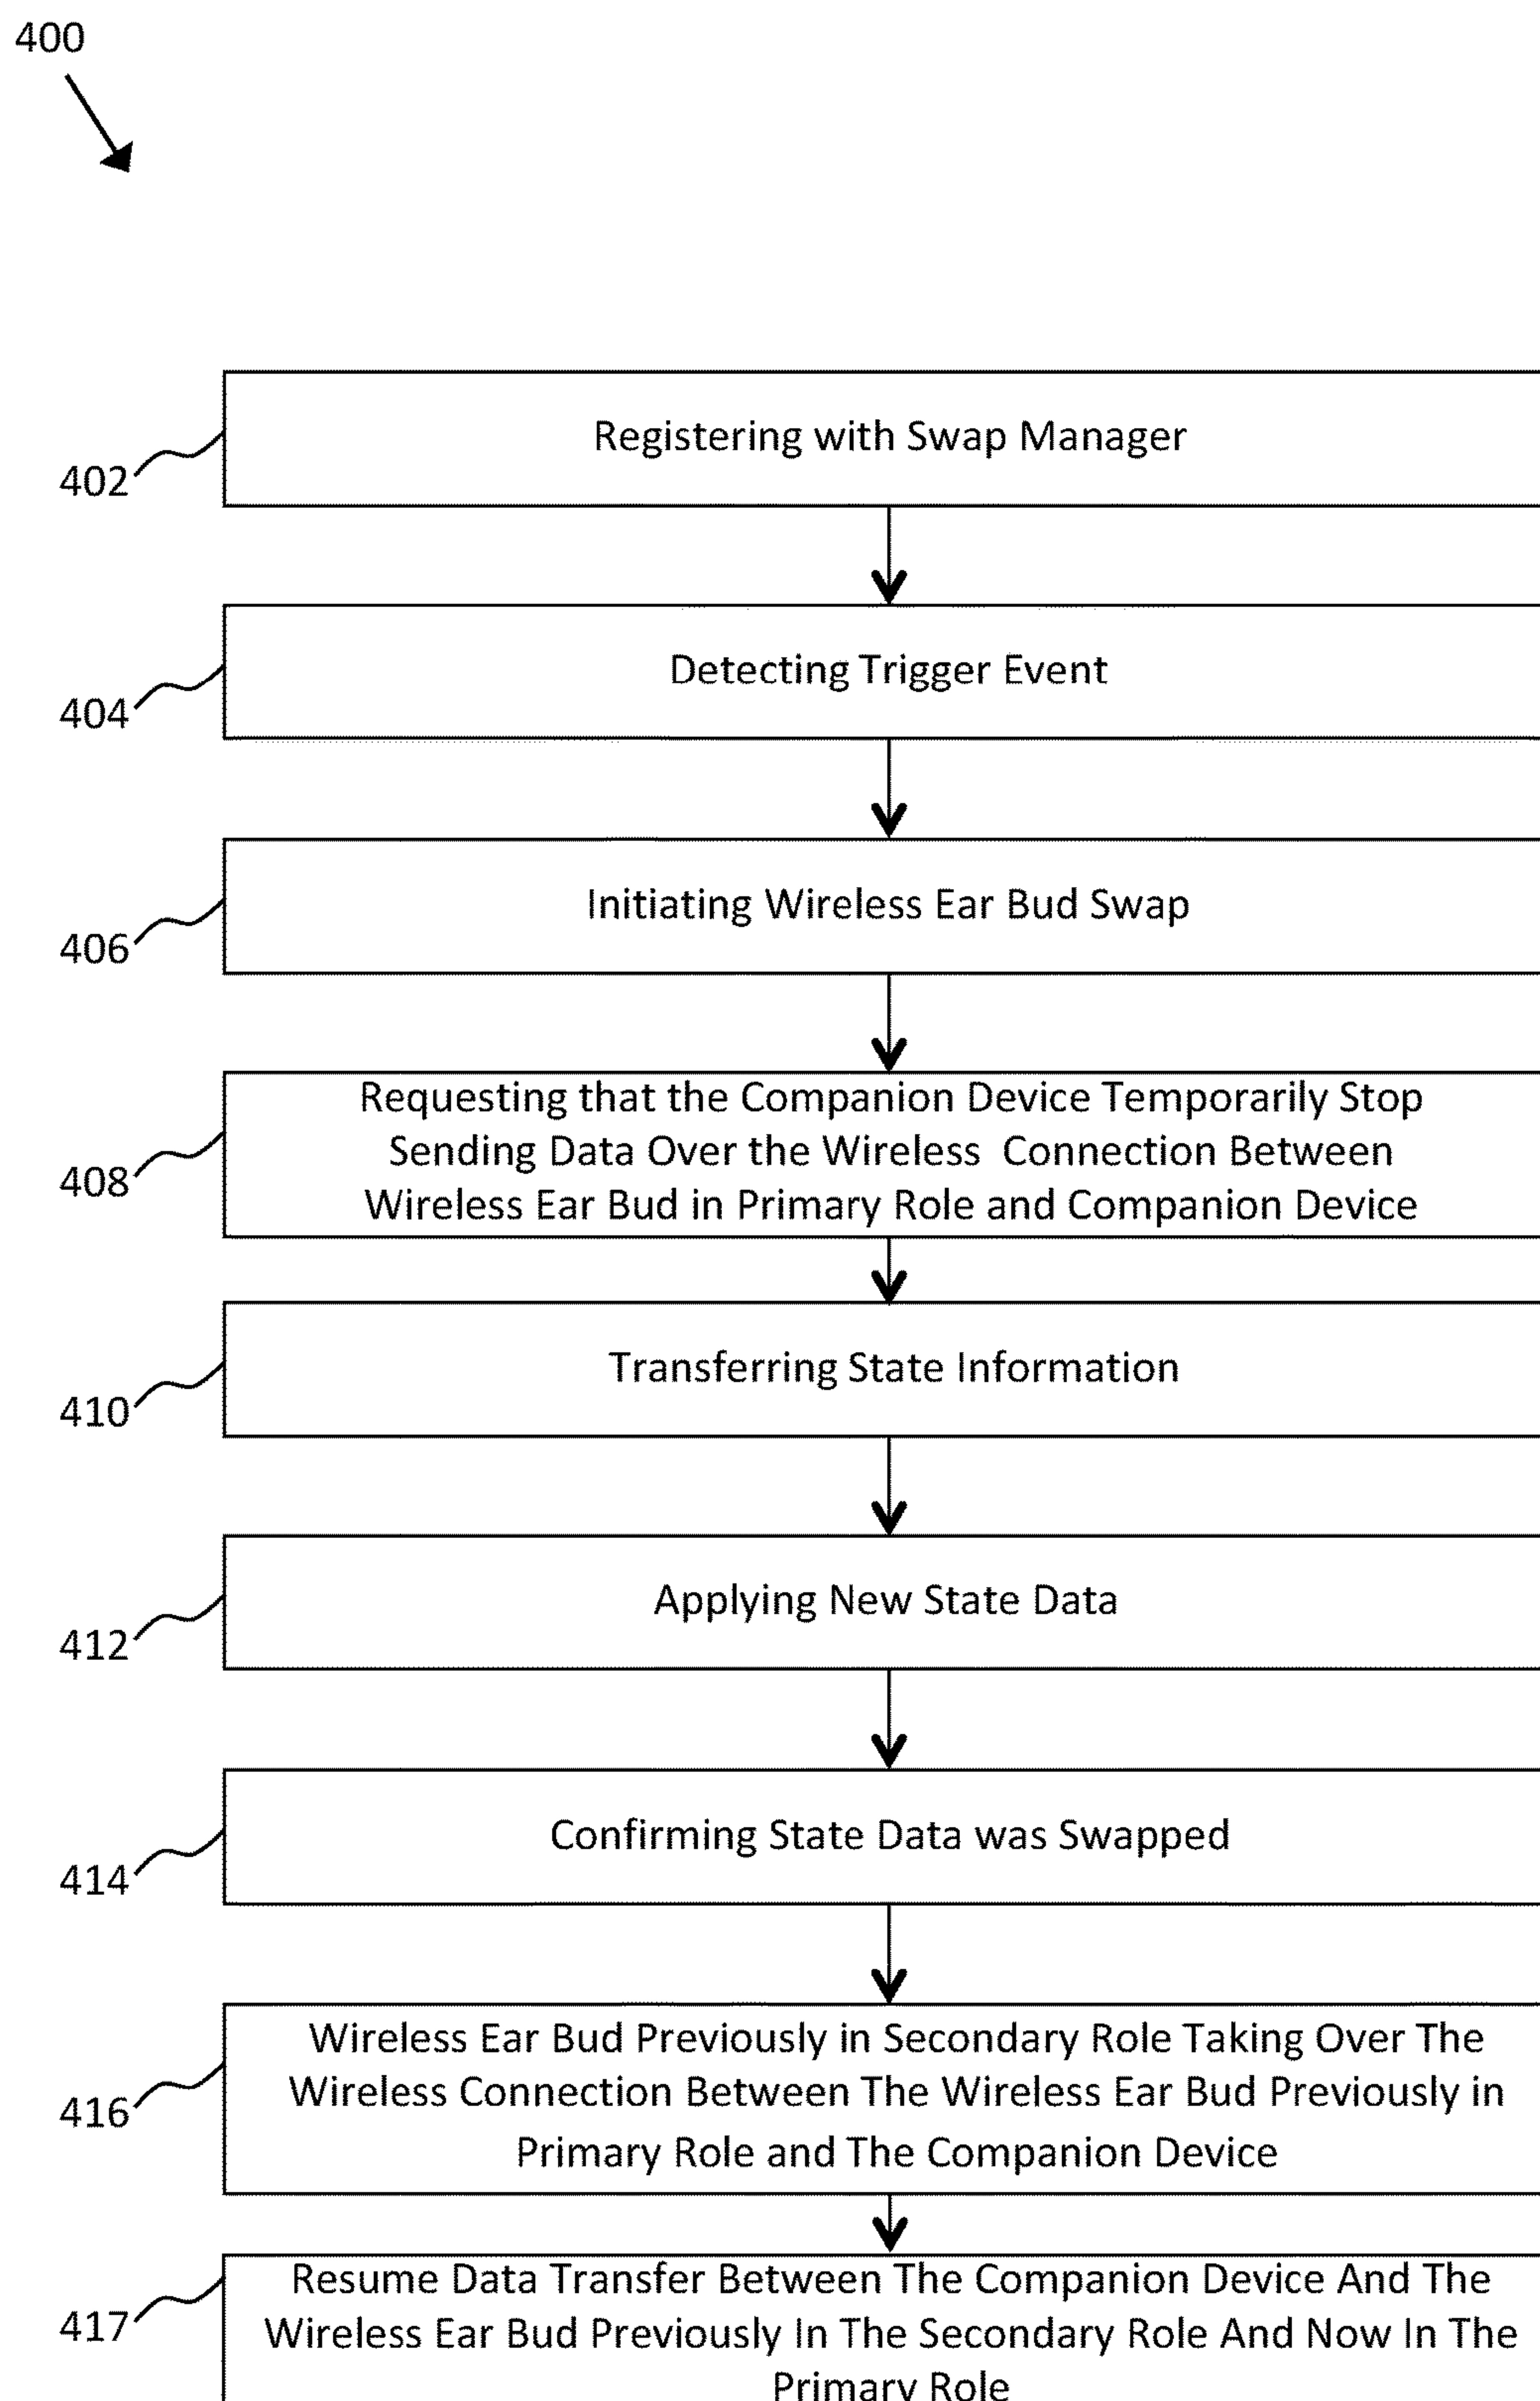 400
Registering with Swap Manager
402
Detecting Trigger Event
404
Initiating Wireless Ear Bud Swap
406
Requesting that the Companion Device Temporarily Stop
Sending Data Over the Wireless Connection Between
Wireless Ear Bud in Primary Role and Companion Device
408
Transferring State Information
410
Applying New State Data
412
Confirming State Data was Swapped
414
Wireless Ear Bud Previously in Secondary Role Taking Over The
Wireless Connection Between The Wireless Ear Bud Previously in
Primary Role and The Companion Device
416
Resume Data Transfer Between The Companion Device And The
Wireless Ear Bud Previously In The Secondary Role And Now In The
Primary Role
417